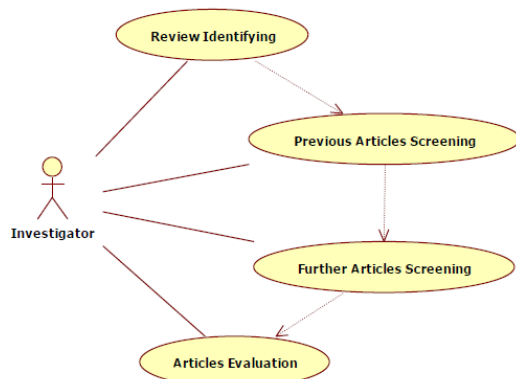 Review Identifying
Previous Articles Screening
Investigator
Further Articles Screening
Articles Evaluation